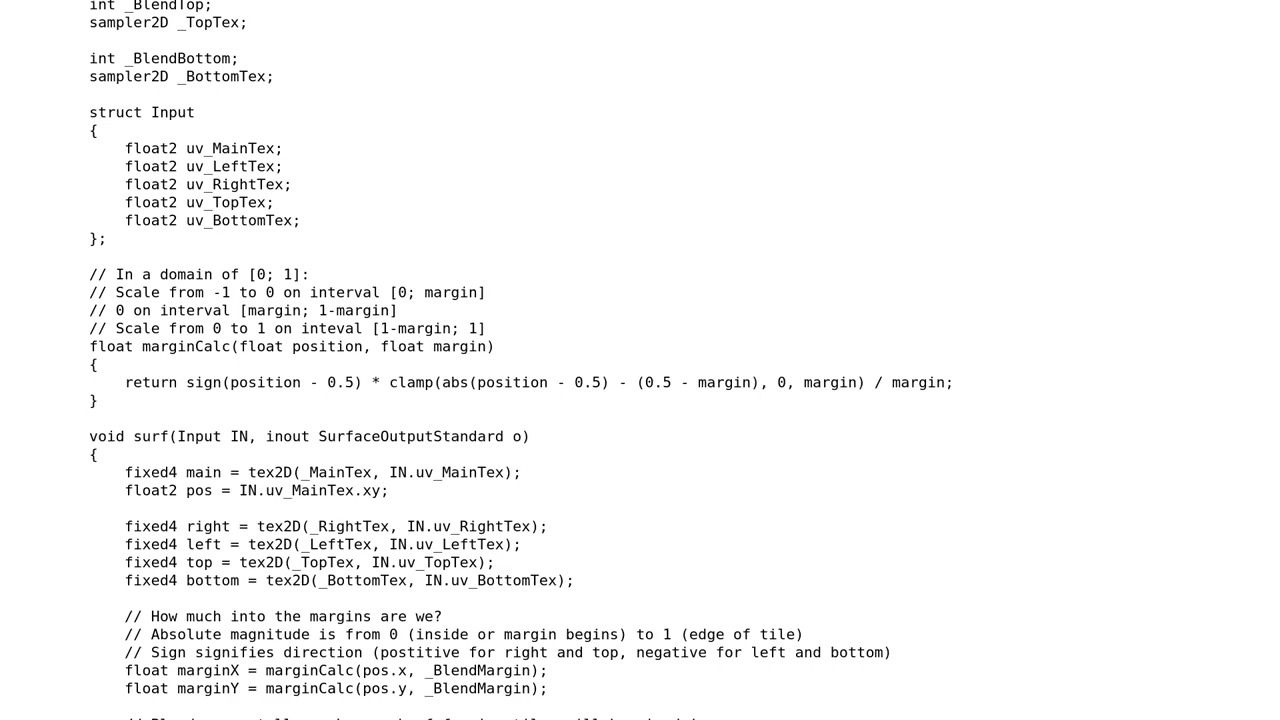 int _BlendTop;
sampler2D _TopTex;
int _BlendBottom;
sampler2D _BottomTex;
struct Input
{
float2 uv_MainTex;
float2 uv_LeftTex;
float2 uv_RightTex;
float2 uv_TopTex;
float2 uv_BottomTex;
};
// In a domain of [0; 1]:
// Scale from -1 to 0 on interval [0; margin]
// 0 on interval [margin; 1-margin]
// Scale from 0 to 1 on inteval [1-margin; 1]
float marginCalc(float position, float margin)
{
return sign(position - 0.5) * clamp(abs(position - 0.5) - (0.5 - margin), 0, margin) / margin;
}
void surf(Input IN, inout SurfaceOutputStandard o)
{
fixed4 main = tex2D(_MainTex, IN.uv_MainTex);
float2 pos = IN.uv_MainTex.xy;
fixed4 right = tex2D(_RightTex, IN.uv_RightTex);
fixed4 left = tex2D(_LeftTex, IN.uv_LeftTex);
fixed4 top = tex2D(_TopTex, IN.uv_TopTex);
fixed4 bottom = tex2D(_BottomTex, IN.uv_BottomTex);
// How much into the margins are we?
// Absolute magnitude is from 0 (inside or margin begins) to 1 (edge of tile)
// Sign signifies direction (postitive for right and top, negative for left and bottom)
float marginX = marginCalc(pos.x, _BlendMargin);
float marginY = marginCalc(pos.y, _BlendMargin);